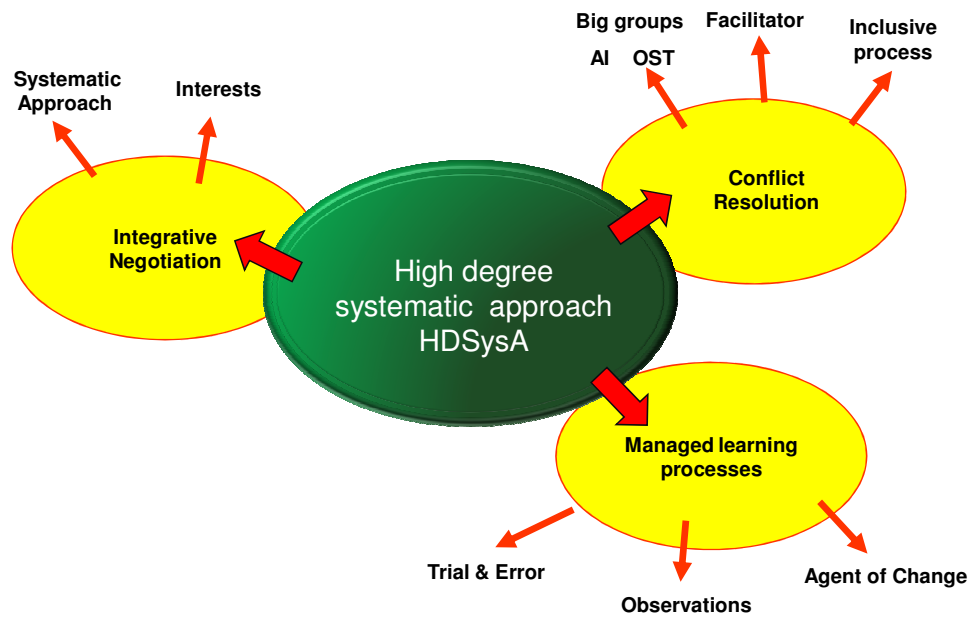 Big groups
AI OST
Facilitator
Inclusive
process
Systematic
Approach
Interests
Conflict
Resolution
Integrative
Negotiation
High degree
systematic approach
HDSysA
Managed learning
processes
Trial & Error
Observations
Agent of Change